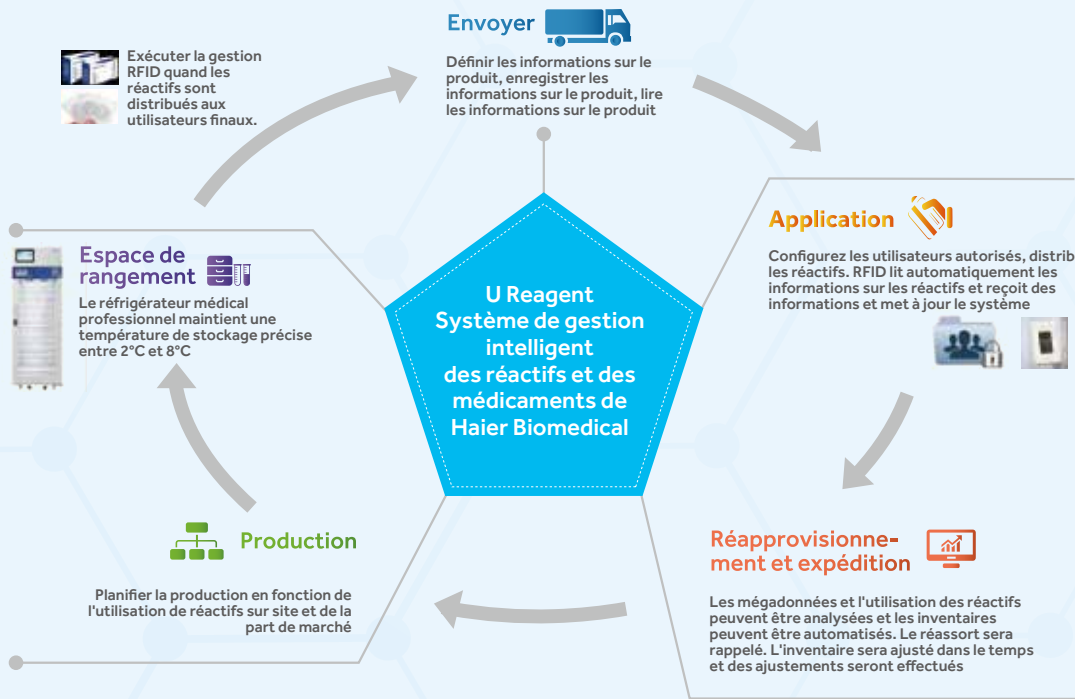 Envoyer
Définir les informations sur le
produit, enregistrer les
informations sur le produit, lire
les informations sur le produit
Exécuter la gestion
RFID quand les
réactifs sont
distribués aux
utilisateurs finaux.
Application
Configurez les utilisateurs autorisés, distrib
les réactifs. RFID lit automatiquement les
informations sur les réactifs et reçoit des
informations et met à jour le système
Espace de
rangement
Le réfrigérateur médical
professionnel maintient une
température de stockage précise
entre 2°C et 8°C
U Reagent
Système de gestion
intelligent
des réactifs et des
médicaments de
Haier Biomedical
Production
Planifier la production en fonction de
l'utilisation de réactifs sur site et de la
part de marché
Réapprovisionne-
ment et expédition
Les mégadonnées et l'utilisation des réactifs
peuvent être analysées et les inventaires
peuvent être automatisés. Le réassort sera
rappelé. L'inventaire sera ajusté dans le temps
et des ajustements seront effectués